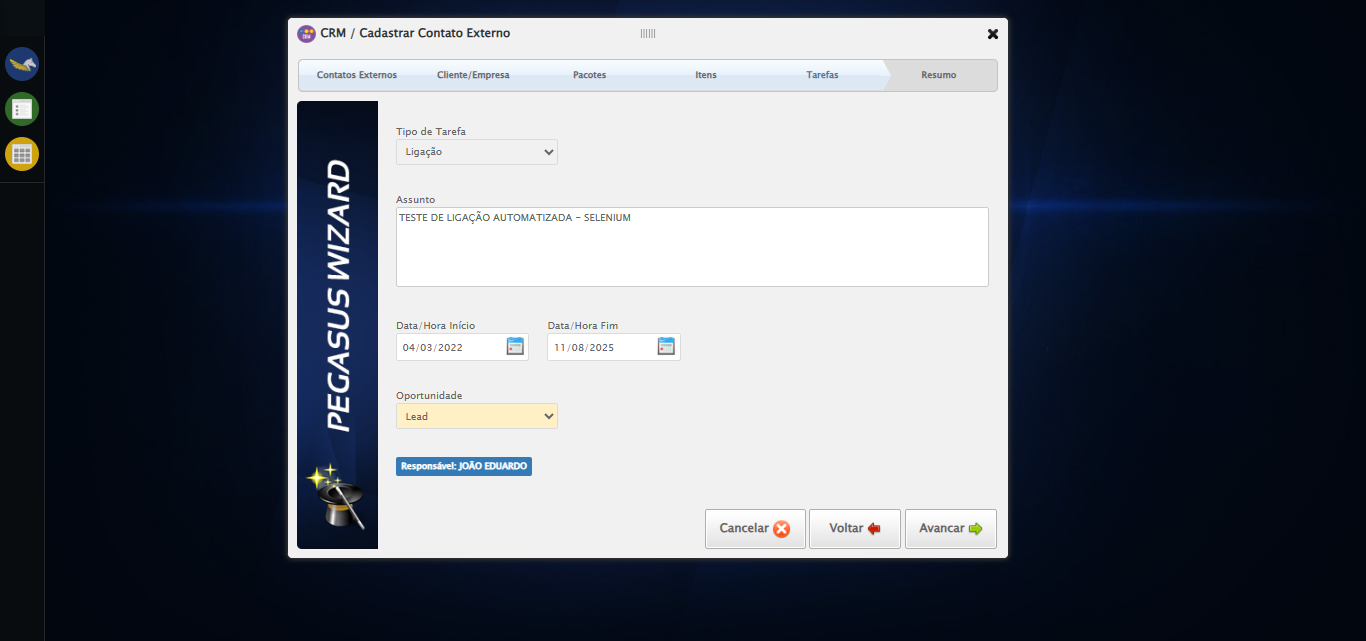 CRM / Cadastrar Contato Externo
Contatos Externos
Cliente/Empresa
Pacotes
Itens
Tarefas
Resumo
PEGASUS WIZARD
Tipo de Tarefa
Ligação
Assunto
TESTE DE LIGAÇÃO AUTOMATIZADA - SELENIUM
Data/Hora Início
Data/Hora Fim
04/03/2022
11/08/2025
Oportunidade
Lead
Responsável: JOÃO EDUARDO
Cancelar
Voltar
Avancar